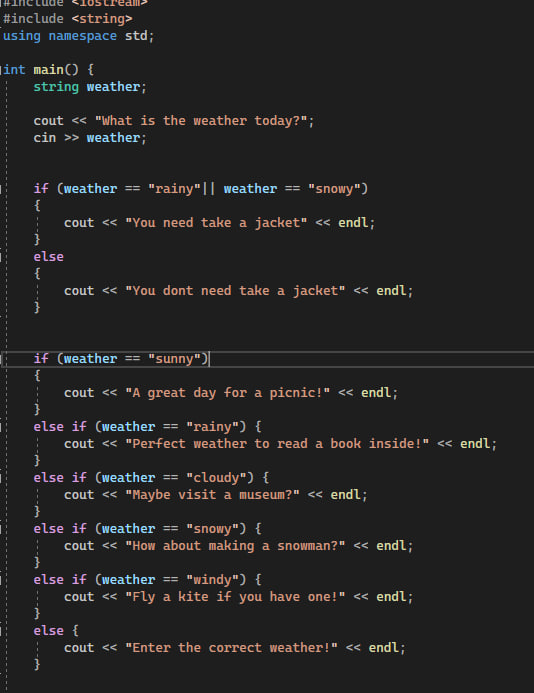 #include <iostream>
#include <string>
using namespace std;
int main() {
string weather;
cout << "What is the weather today?";
cin >> weather;
if (weather == "rainy"|| weather == "snowy")
{
cout << "You need take a jacket" << endl;
}
else
{
cout << "You dont need take a jacket" << endl;
}
if (weather == "sunny")
{
cout << "A great day for a picnic!" << endl;
}
else if (weather == "rainy") {
cout << "Perfect weather to read a book inside!" << endl;
}
else if (weather == "cloudy") {
cout << "Maybe visit a museum?" << endl;
}
else if (weather == "snowy") {
cout << "How about making a snowman?" << endl;
}
else if (weather == "windy") {
cout << "Fly a kite if you have one!" << endl;
}
else {
cout << "Enter the correct weather!" << endl;
}